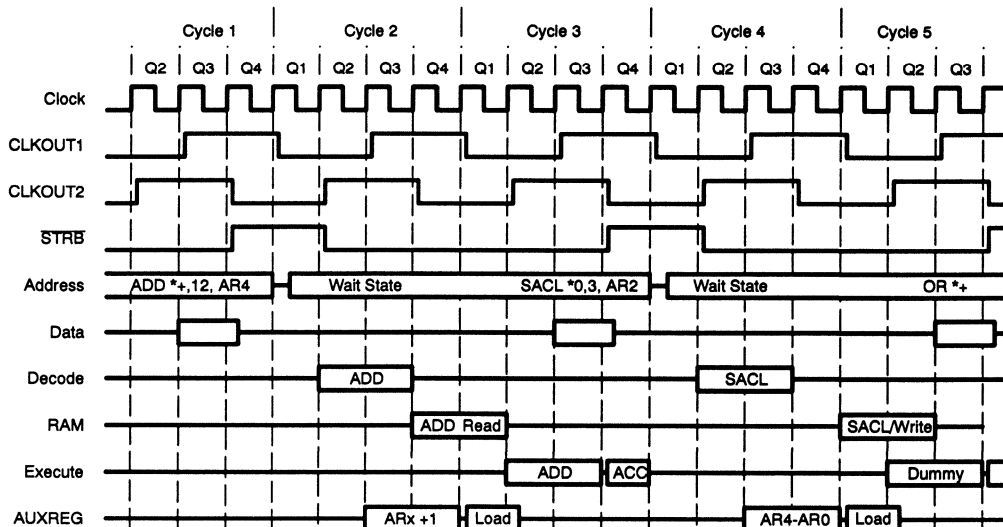 Cycle 1 Cycle 2 Cycle 3 Cycle 4 Cycle 5
Q2 Q3 Q4 Q1 Q2 Q3 Q4 Q1 Q2 Q3 Q4 Q1 Q2 Q3 Q4 Q1 Q2 Q3
Clock
CLKOUT1
CLKOUT2
STRB
Address ADD *+,12, AR4 Wait State SACL *0,3, AR2 Wait State OR *+
Data
Decode ADD SACL
RAM ADD Read SACL/Write
Execute ADD ACC Dummy
AUXREG ARx +1 Load AR4-AR0 Load